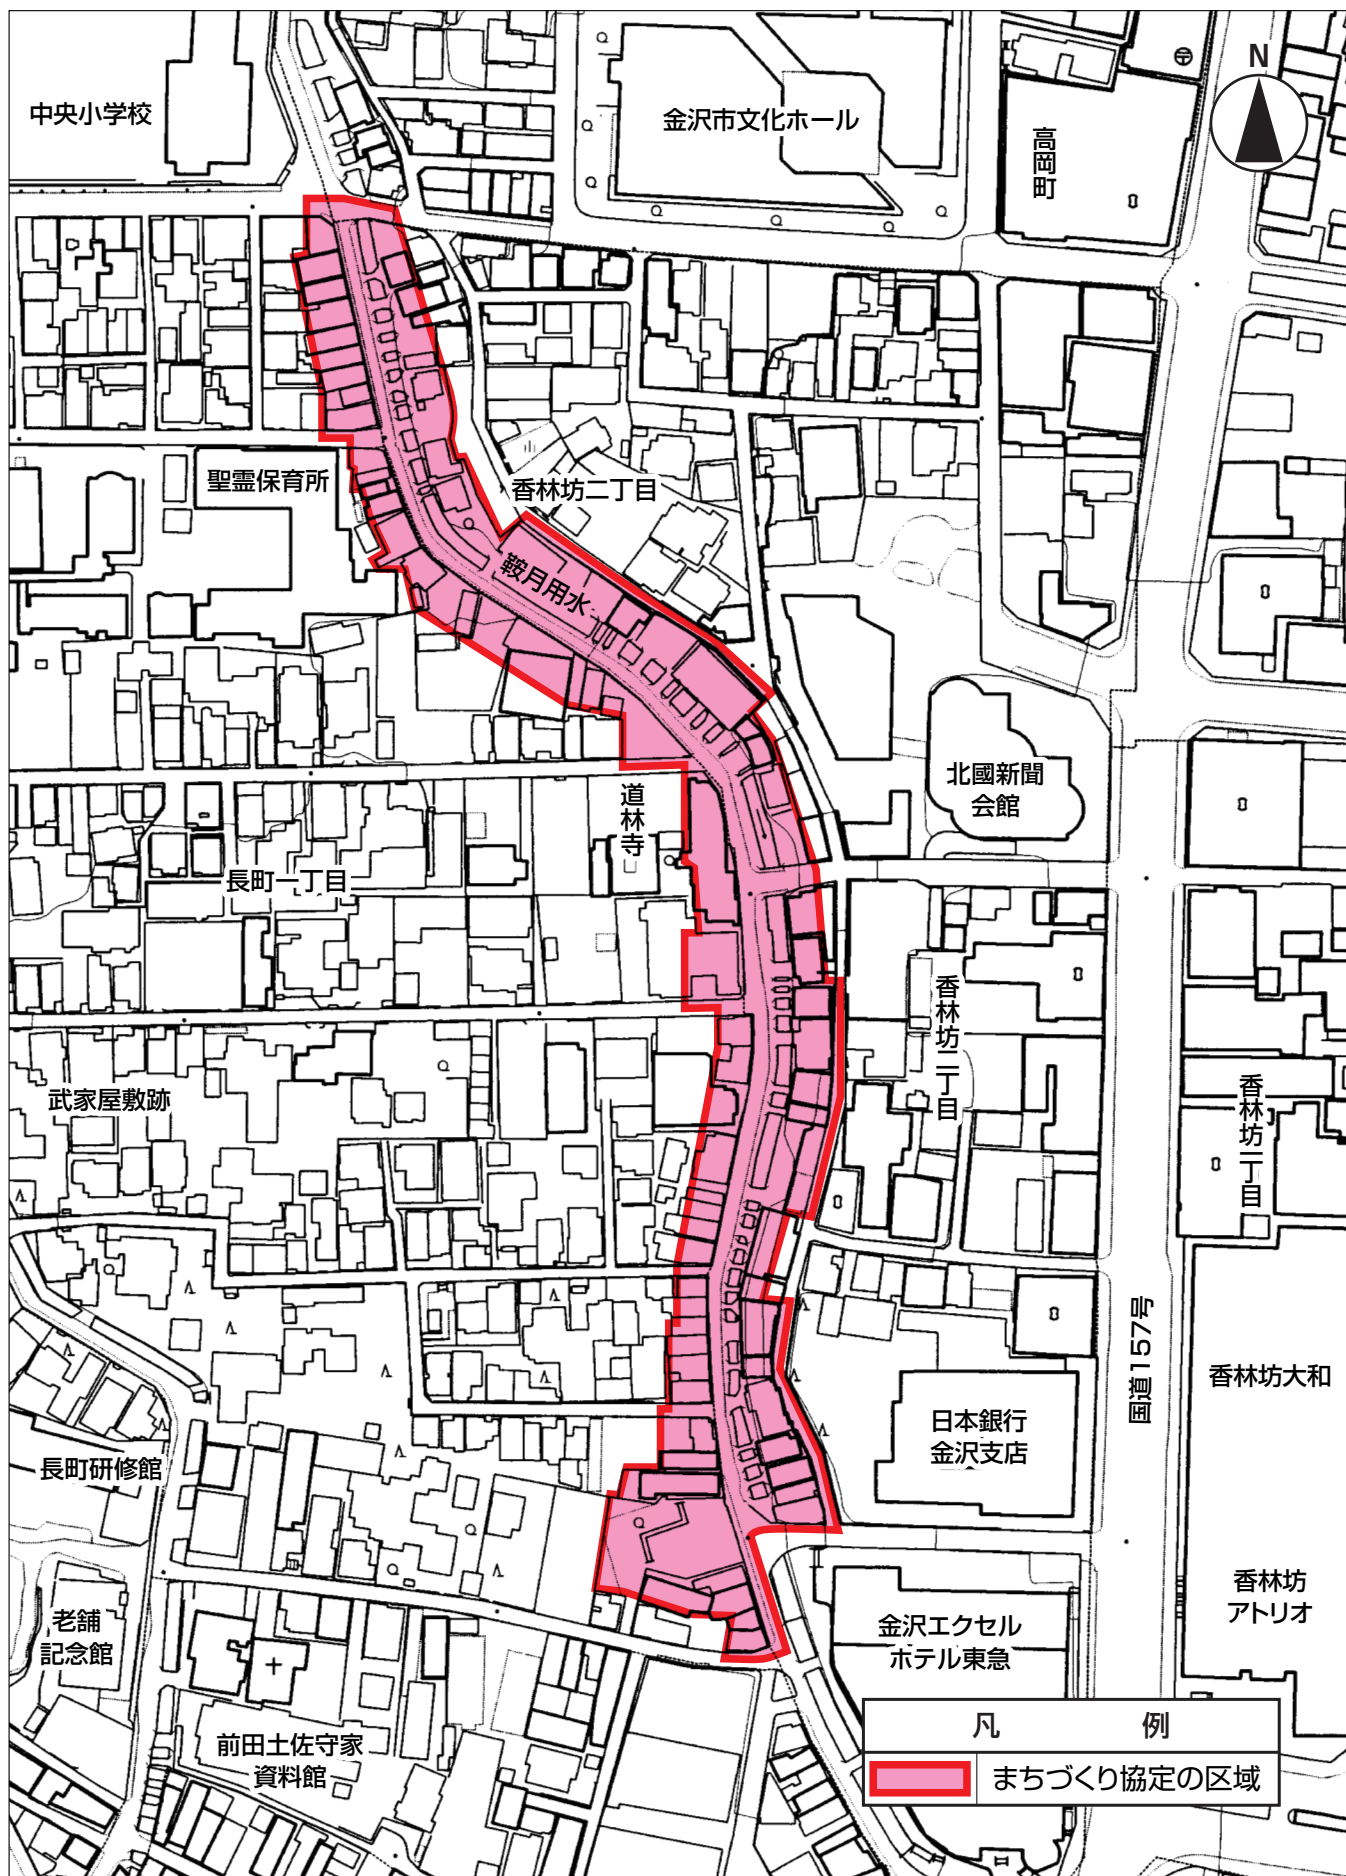 N
中央小学校
金沢市文化ホール
高岡町
聖霊保育所
香林坊二丁目
鞍月用水
北國新聞
会館
道林寺
長町一丁目
香林坊二丁目
武家屋敷跡
香林坊一丁目
国道157号
香林坊大和
日本銀行
金沢支店
長町研修館
香林坊
アトリオ
老舗
記念館
金沢エクセル
ホテル東急
前田土佐守家
資料館
凡 例
まちづくり協定の区域